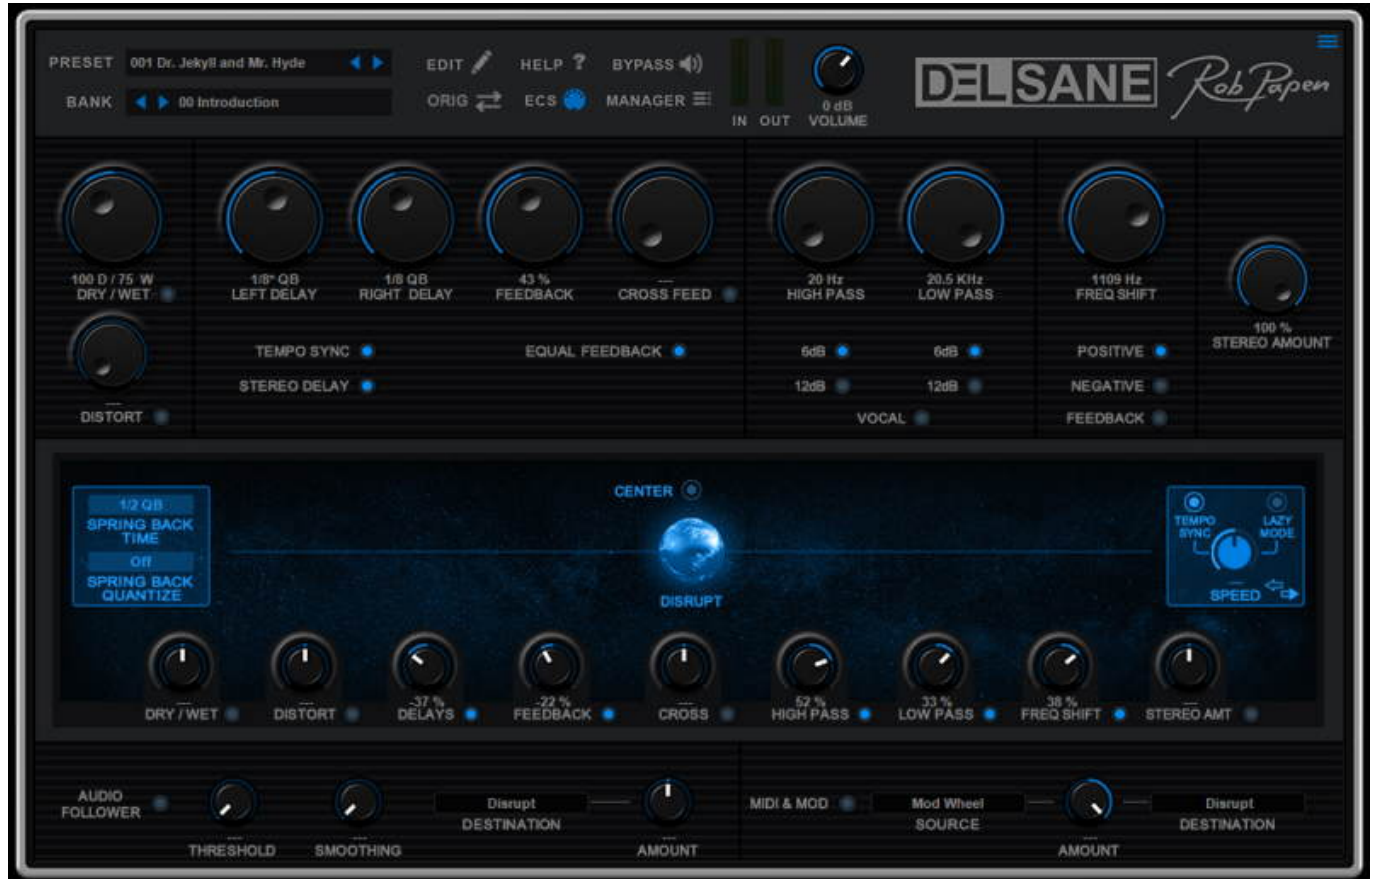 PRESET 001 Dr. Jekyll and Mr. Hyde EDIT HELP ? BYPASS
BANK 00 Introduction ORIG ECS MANAGER
IN OUT
0 dB
VOLUME
DELSANE Rob Papen
100 D / 75 W
DRY / WET
1/8" QB
LEFT DELAY
1/8 QB
RIGHT DELAY
43 %
FEEDBACK
---
CROSS FEED
20 Hz
HIGH PASS
20.5 KHz
LOW PASS
1109 Hz
FREQ SHIFT
100 %
STEREO AMOUNT
---
DISTORT
TEMPO SYNC
STEREO DELAY
EQUAL FEEDBACK
6dB 6dB
12dB 12dB
VOCAL
POSITIVE
NEGATIVE
FEEDBACK
1/2 QB
SPRING BACK
TIME
Off
SPRING BACK
QUANTIZE
CENTER
DISRUPT
TEMPO
SYNC
LAZY
MODE
---
SPEED
---
DRY / WET
---
DISTORT
-37 %
DELAYS
-22 %
FEEDBACK
---
CROSS
52 %
HIGH PASS
33 %
LOW PASS
38 %
FREQ SHIFT
---
STEREO AMT
AUDIO
FOLLOWER
---
THRESHOLD
---
SMOOTHING
Disrupt
DESTINATION
---
AMOUNT
MIDI & MOD
Mod Wheel
SOURCE
---
AMOUNT
Disrupt
DESTINATION